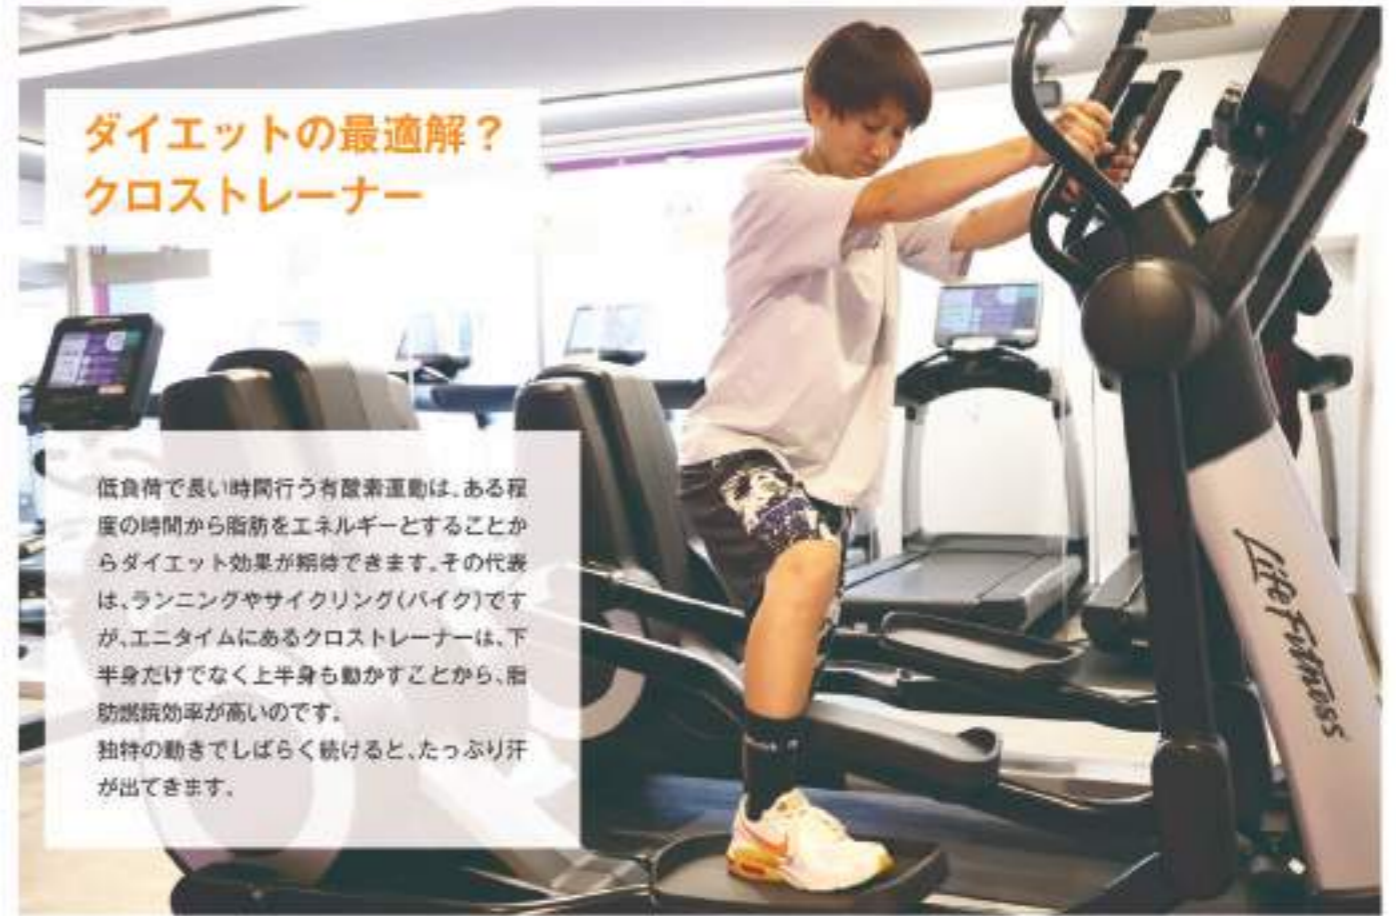 ダイエットの最適解？
クロストレーナー
低負荷で長い時間行う有酸素運動は、ある程
度の時間から脂肪をエネルギーとすることか
らダイエット効果が期待できます。その代表
は、ランニングやサイクリング(バイク)です
が、エニタイムにあるクロストレーナーは、下
半身だけでなく上半身も動かすことから、脂
肪燃焼効率が高いのです。
独特の動きでしばらく続けると、たっぷり汗
が出てきます。
Life Fitness